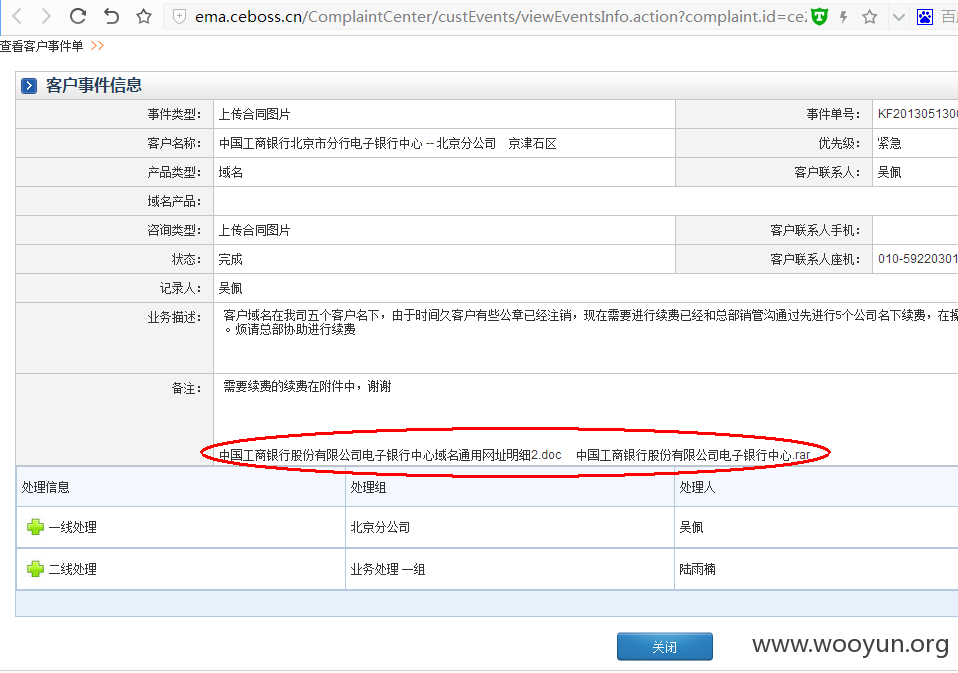 ema.ceboss.cn/ComplaintCenter/custEvents/viewEventsInfo.action?complaint.id=ce2
百度
查看客户事件单 >>
客户事件信息
事件类型： 上传合同图片 事件单号： KF201305130
客户名称： 中国工商银行北京市分行电子银行中心 -- 北京分公司 京津石区 优先级： 紧急
产品类型： 域名 客户联系人： 吴佩
域名产品：
咨询类型： 上传合同图片 客户联系人手机：
状态： 完成 客户联系人座机： 010-59220301
记录人： 吴佩
业务描述： 客户域名在我司五个客户名下，由于时间久客户有些公章已经注销，现在需要进行续费已经和总部销管沟通过先进行5个公司名下续费，在操
。烦请总部协助进行续费
备注： 需要续费的续费在附件中，谢谢
中国工商银行股份有限公司电子银行中心域名通用网址明细2.doc 中国工商银行股份有限公司电子银行中心.rar
处理信息 处理组 处理人
一线处理 北京分公司 吴佩
二线处理 业务处理一组 陆雨楠
关闭
www.wooyun.org